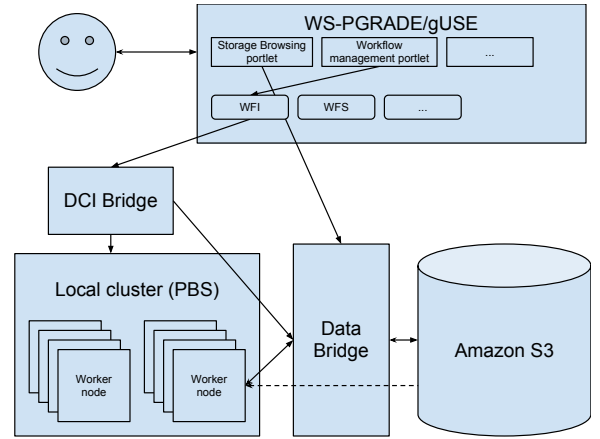 WS-PGRADE/gUSE
Storage Browsing
portlet
Workflow
management portlet
...
WFI
WFS
...
DCI Bridge
Local cluster (PBS)
Worker
node
Worker
node
Data
Bridge
Amazon S3